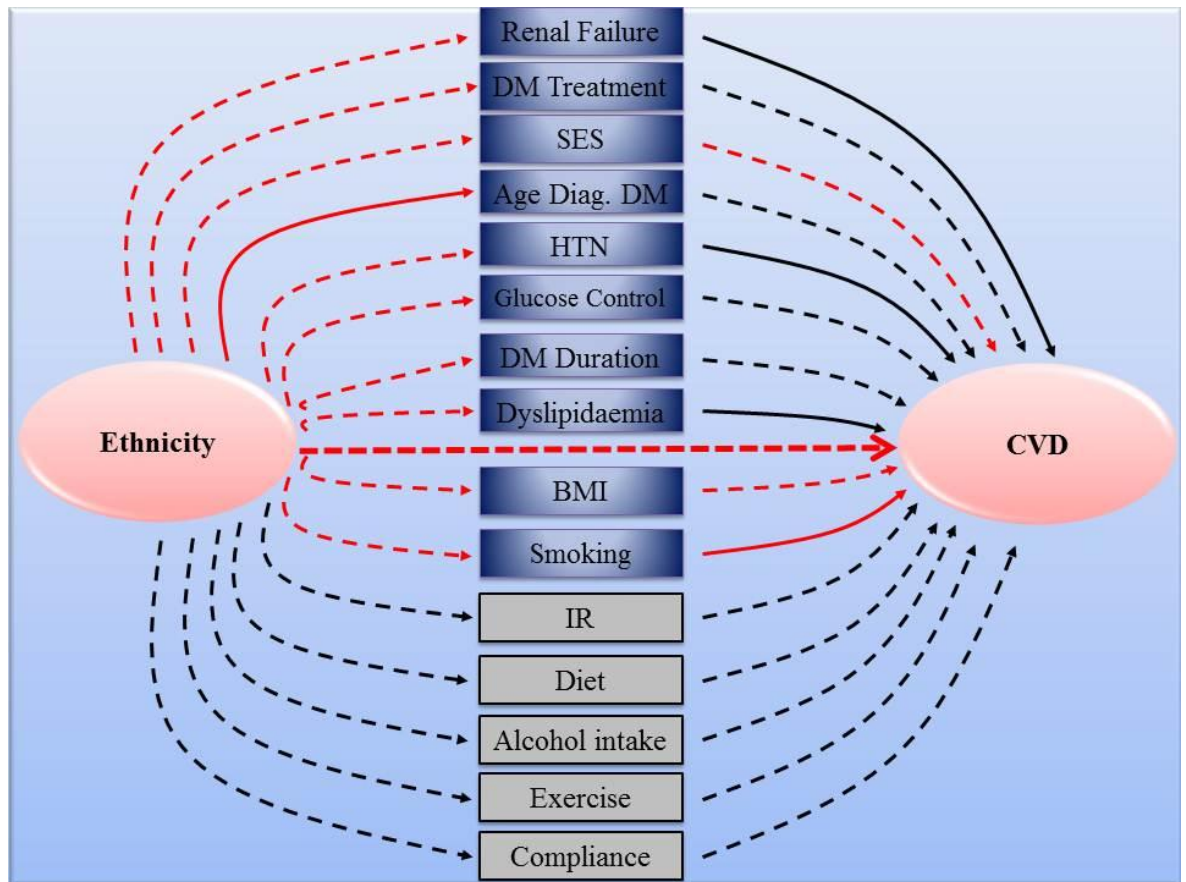 Renal Failure
DM Treatment
SES
Age Diag. DM
HTN
Glucose Control
DM Duration
Dyslipidaemia
Ethnicity
CVD
BMI
Smoking
IR
Diet
Alcohol intake
Exercise
Compliance